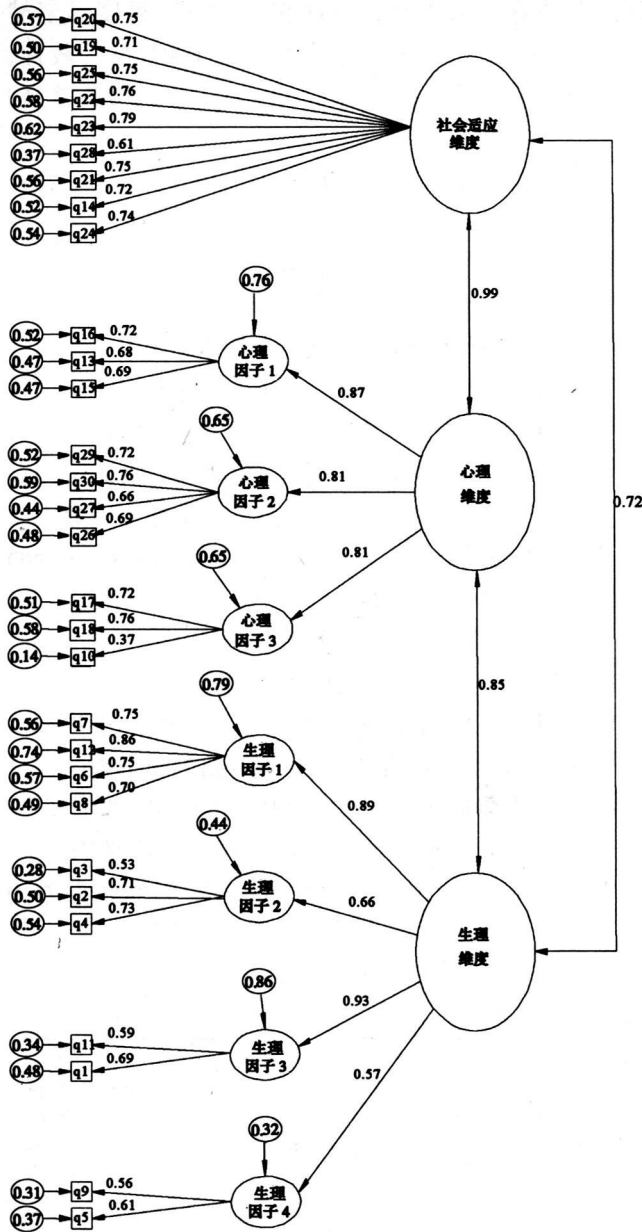 0.57 q20 0.75
0.50 q19 0.71
0.56 q25 0.75
0.58 q22 0.76
0.62 q23 0.79
0.37 q28 0.61
0.56 q21 0.75
0.52 q14 0.72
0.54 q24 0.74
社会适应
维度
0.99
0.76
0.52 q16 0.72
0.47 q13 0.68
0.47 q15 0.69
心理
因子 1
0.87
0.65
0.52 q29 0.72
0.59 q30 0.76
0.44 q27 0.66
0.48 q26 0.69
心理
因子 2
0.81
心理
维度
0.72
0.65
0.51 q17 0.72
0.58 q18 0.76
0.14 q10 0.37
心理
因子 3
0.81
0.85
0.79
0.56 q7 0.75
0.74 q12 0.86
0.57 q6 0.75
0.49 q8 0.70
生理
因子 1
0.89
0.44
0.28 q3 0.53
0.50 q2 0.71
0.54 q4 0.73
生理
因子 2
0.66
生理
维度
0.86
0.34 q11 0.59
0.48 q1 0.69
生理
因子 3
0.93
0.57
0.32
0.31 q9 0.56
0.37 q5 0.61
生理
因子 4